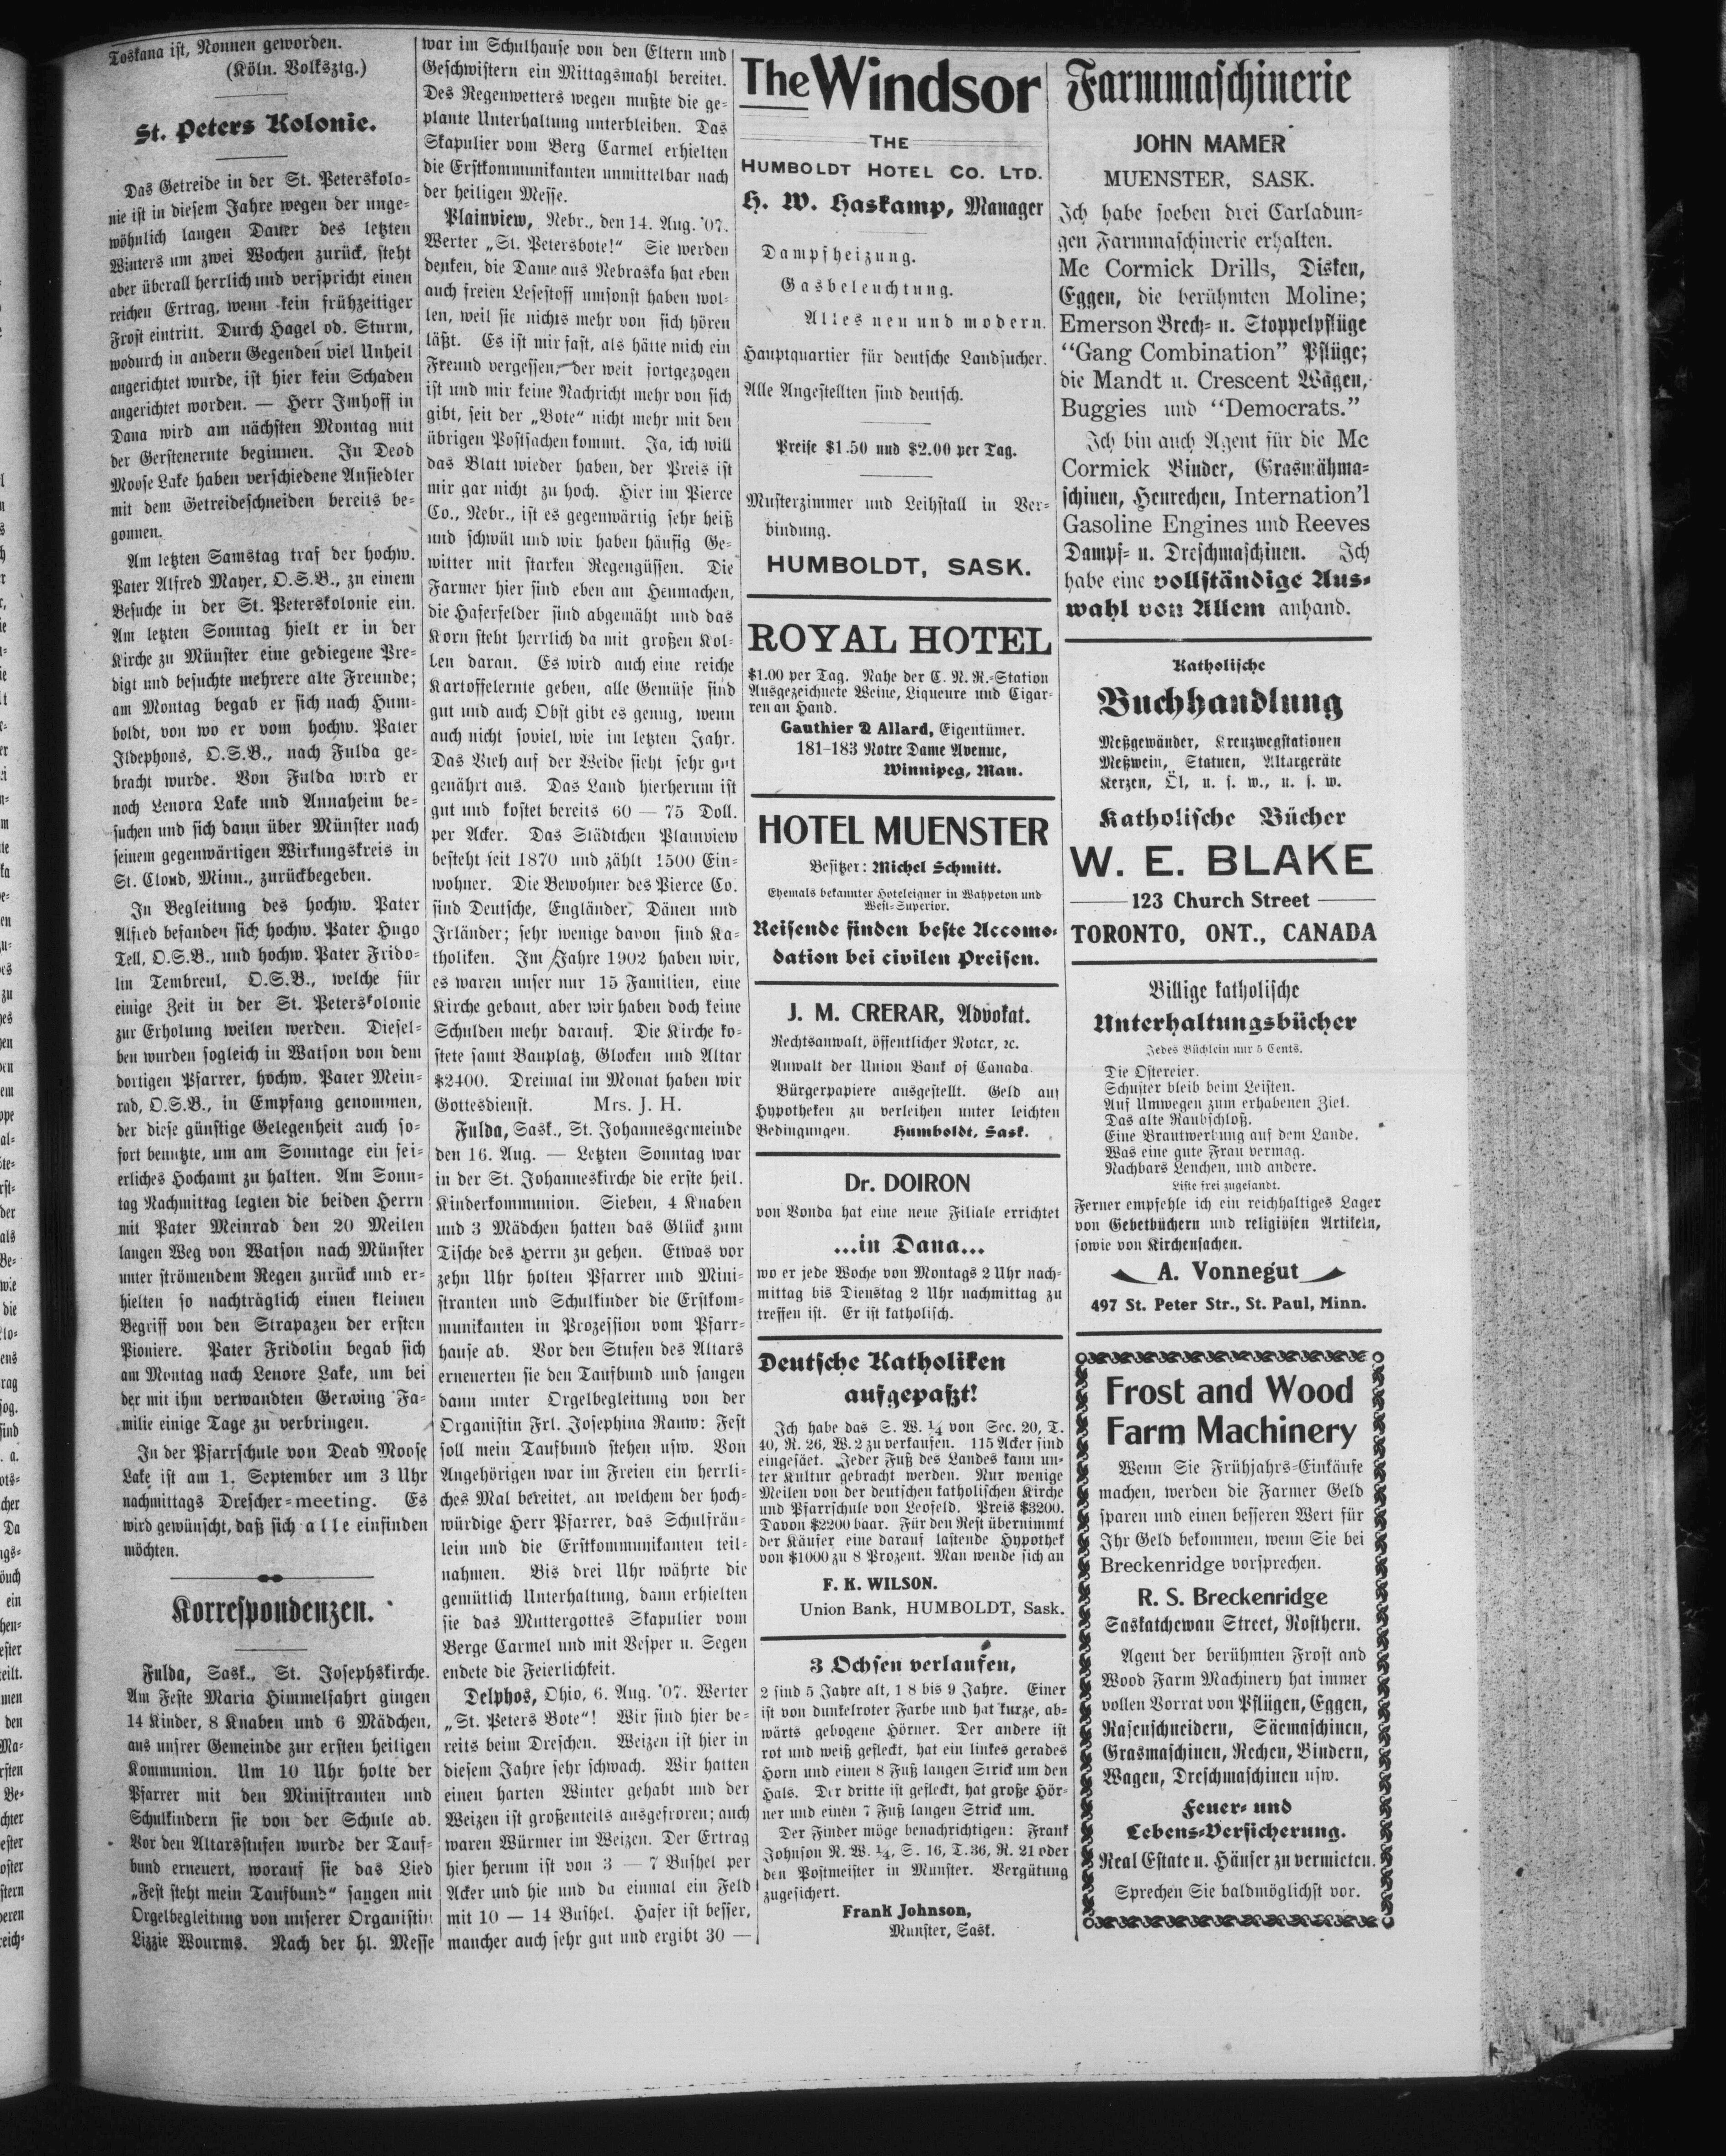 Toskana ist, Nonnen geworden.
(Köln. Volksztg.)
St. Peters Kolonie.
Das Getreide in der St. Peterskolo-
nie ist in diesem Jahre wegen der unge-
wöhnlich langen Dauer des letzten
Winters um zwei Wochen zurück, steht
aber überall herrlich und verspricht einen
reichen Ertrag, wenn kein frühzeitiger
Frost eintritt. Durch Hagel od. Sturm,
wodurch in andern Gegenden viel Unheil
angerichtet wurde, ist hier kein Schaden
angerichtet worden. — Herr Imhoff in
Dana wird am nächsten Montag mit
der Gerstenernte beginnen. In Deod
Moose Lake haben verschiedene Ansiedler
mit dem Getreideschneiden bereits be-
gonnen.
Am letzten Samstag traf der hochw.
Pater Alfred Mayer, O.S.B., zu einem
Besuche in der St. Peterskolonie ein.
Am letzten Sonntag hielt er in der
Kirche zu Münster eine gediegene Pre-
digt und besuchte mehrere alte Freunde;
am Montag begab er sich nach Hum-
boldt, von wo er vom hochw. Pater
Ildephons, O.S.B., nach Fulda ge-
bracht wurde. Von Fulda wird er
noch Lenora Lake und Annaheim be-
suchen und sich dann über Münster nach
seinem gegenwärtigen Wirkungskreis in
St. Cloud, Minn., zurückbegeben.
In Begleitung des hochw. Pater
Alfred befanden sich hochw. Pater Hugo
Tell, O.S.B., und hochw. Pater Frido-
lin Tembreul, O.S.B., welche für
einige Zeit in der St. Peterskolonie
zur Erholung weilen werden. Diesel-
ben wurden sogleich in Watson von dem
dortigen Pfarrer, hochw. Pater Mein-
rad, O.S.B., in Empfang genommen,
der diese günstige Gelegenheit auch so-
fort benutzte, um am Sonntage ein fei-
erliches Hochamt zu halten. Am Sonn-
tag Nachmittag legten die beiden Herrn
mit Pater Meinrad den 20 Meilen
langen Weg von Watson nach Münster
unter strömendem Regen zurück und er-
hielten so nachträglich einen kleinen
Begriff von den Strapazen der ersten
Pioniere. Pater Fridolin begab sich
am Montag nach Lenore Lake, um bei
der mit ihm verwandten Gerwing Fa-
milie einige Tage zu verbringen.
In der Pfarrschule von Dead Moose
Lake ist am 1. September um 3 Uhr
nachmittags Drescher-meeting. Es
wird gewünscht, daß sich alle einfinden
möchten.
Korrespondenzen.
Fulda, Sask., St. Josephskirche.
Am Feste Maria Himmelfahrt gingen
14 Kinder, 8 Knaben und 6 Mädchen,
aus unsrer Gemeinde zur ersten heiligen
Kommunion. Um 10 Uhr holte der
Pfarrer mit den Ministranten und
Schulkindern sie von der Schule ab.
Vor den Altarsstufen wurde der Tauf-
bund erneuert, worauf sie das Lied
„Fest steht mein Taufbund“ sangen mit
Orgelbegleitung von unserer Organistin
Lizzie Wourms. Nach der hl. Messe
war im Schulhause von den Eltern und
Geschwistern ein Mittagsmahl bereitet.
Des Regenwetters wegen mußte die ge-
plante Unterhaltung unterbleiben. Das
Skapulier vom Berg Carmel erhielten
die Erstkommunikanten unmittelbar nach
der heiligen Messe.
Plainview, Nebr., den 14. Aug. '07.
Werter „St. Petersbote!“ Sie werden
denken, die Dame aus Nebraska hat eben
auch freien Lesestoff umsonst haben wol-
len, weil sie nichts mehr von sich hören
läßt. Es ist mir fast, als hätte mich ein
Freund vergessen, der weit fortgezogen
ist und mir keine Nachricht mehr von sich
gibt, seit der „Bote“ nicht mehr mit den
übrigen Postsachen kommt. Ja, ich will
das Blatt wieder haben, der Preis ist
mir gar nicht zu hoch. Hier im Pierce
Co., Nebr., ist es gegenwärtig sehr heiß
und schwül und wir haben häufig Ge-
witter mit starken Regengüssen. Die
Farmer hier sind eben am Heumachen,
die Haferfelder sind abgemäht und das
Korn steht herrlich da mit großen Kol-
len daran. Es wird auch eine reiche
Kartoffelernte geben, alle Gemüse sind
gut und auch Obst gibt es genug, wenn
auch nicht soviel, wie im letzten Jahr.
Das Vieh auf der Weide sieht sehr gut
genährt aus. Das Land hierherum ist
gut und kostet bereits 60 — 75 Doll.
per Acker. Das Städtchen Plainview
besteht seit 1870 und zählt 1500 Ein-
wohner. Die Bewohner des Pierce Co.
sind Deutsche, Engländer, Dänen und
Irländer; sehr wenige davon sind Ka-
tholiken. Im Jahre 1902 haben wir,
es waren unser nur 15 Familien, eine
Kirche gebaut, aber wir haben doch keine
Schulden mehr darauf. Die Kirche ko-
stete samt Bauplatz, Glocken und Altar
$2400. Dreimal im Monat haben wir
Gottesdienst. Mrs. J. H.
Fulda, Sask., St. Johannesgemeinde
den 16. Aug. — Letzten Sonntag war
in der St. Johanneskirche die erste heil.
Kinderkommunion. Sieben, 4 Knaben
und 3 Mädchen hatten das Glück zum
Tische des Herrn zu gehen. Etwas vor
zehn Uhr holten Pfarrer und Mini-
stranten und Schulkinder die Erstkom-
munikanten in Prozession vom Pfarr-
hause ab. Vor den Stufen des Altars
erneuerten sie den Taufbund und sangen
dann unter Orgelbegleitung von der
Organistin Frl. Josephina Rauw: Fest
soll mein Taufbund stehen usw. Von
Angehörigen war im Freien ein herrli-
ches Mal bereitet, an welchem der hoch-
würdige Herr Pfarrer, das Schulfräu-
lein und die Erstkommunikanten teil-
nahmen. Bis drei Uhr währte die
gemütlich Unterhaltung, dann erhielten
sie das Muttergottes Skapulier vom
Berge Carmel und mit Vesper u. Segen
endete die Feierlichkeit.
Delphos, Ohio, 6. Aug. '07. Werter
„St. Peters Bote“! Wir sind hier be-
reits beim Dreschen. Weizen ist hier in
diesem Jahre sehr schwach. Wir hatten
einen harten Winter gehabt und der
Weizen ist großenteils ausgefroren; auch
waren Würmer im Weizen. Der Ertrag
hier herum ist von 3 — 7 Bushel per
Acker und hie und da einmal ein Feld
mit 10 — 14 Bushel. Hafer ist besser,
mancher auch sehr gut und ergibt 30 —
The Windsor
THE
HUMBOLDT HOTEL CO. LTD.
H. W. Haskamp, Manager
Dampfheizung.
Gasbeleuchtung.
Alles neu und modern.
Hauptquartier für deutsche Landsucher.
Alle Angestellten sind deutsch.
Preise $1.50 und $2.00 per Tag.
Musterzimmer und Leihstall in Ver-
bindung.
HUMBOLDT, SASK.
ROYAL HOTEL
$1.00 per Tag. Nahe der C. N. R.-Station
Ausgezeichnete Weine, Liqueure und Cigar-
ren an Hand.
Gauthier & Allard, Eigentümer.
181-183 Notre Dame Avenue,
Winnipeg, Man.
HOTEL MUENSTER
Besitzer: Michel Schmitt.
Ehemals bekannter Hoteleigner in Wahpeton und
West-Superior.
Reisende finden beste Accomo-
dation bei civilen Preisen.
J. M. CRERAR, Advokat.
Rechtsanwalt, öffentlicher Notar, ꝛc.
Anwalt der Union Bank of Canada.
Bürgerpapiere ausgestellt. Geld auf
Hypotheken zu verleihen unter leichten
Bedingungen. Humboldt, Sask.
Dr. DOIRON
von Vonda hat eine neue Filiale errichtet
...in Dana...
wo er jede Woche von Montags 2 Uhr nach-
mittag bis Dienstag 2 Uhr nachmittag zu
treffen ist. Er ist katholisch.
Deutsche Katholiken
aufgepaßt!
Ich habe das S. W. ¼ von Sec. 20, T.
40, R. 26, W. 2 zu verkaufen. 115 Acker sind
eingesäet. Jeder Fuß des Landes kann un-
ter Kultur gebracht werden. Nur wenige
Meilen von der deutschen katholischen Kirche
und Pfarrschule von Leofeld. Preis $3200.
Davon $2200 baar. Für den Rest übernimmt
der Käufer eine darauf lastende Hypothek
von $1000 zu 8 Prozent. Man wende sich an
F. K. WILSON.
Union Bank, HUMBOLDT, Sask.
3 Ochsen verlaufen,
2 sind 5 Jahre alt, 1 8 bis 9 Jahre. Einer
ist von dunkelroter Farbe und hat kurze, ab-
wärts gebogene Hörner. Der andere ist
rot und weiß gefleckt, hat ein linkes gerades
Horn und einen 8 Fuß langen Strick um den
Hals. Der dritte ist gefleckt, hat große Hör-
ner und einen 7 Fuß langen Strick um.
Der Finder möge benachrichtigen: Frank
Johnson N. W. ¼, S. 16, T. 36, R. 21 oder
den Postmeister in Munster. Vergütung
zugesichert.
Frank Johnson,
Munster, Sask.
Farmmaschinerie
JOHN MAMER
MUENSTER, SASK.
Ich habe soeben drei Carladun-
gen Farmmaschinerie erhalten.
Mc Cormick Drills, Disken,
Eggen, die berühmten Moline;
Emerson Brech- u. Stoppelpflüge
“Gang Combination” Pflüge;
die Mandt u. Crescent Wägen,
Buggies und “Democrats.”
Ich bin auch Agent für die Mc
Cormick Binder, Grasmähma-
schinen, Heurechen, Internation'l
Gasoline Engines und Reeves
Dampf- u. Dreschmaschinen. Ich
habe eine vollständige Aus-
wahl von Allem anhand.
Katholische
Buchhandlung
Meßgewänder, Kreuzwegstationen
Meßwein, Statuen, Altargeräte
Kerzen, Öl, u. s. w., u. s. w.
Katholische Bücher
W. E. BLAKE
123 Church Street
TORONTO, ONT., CANADA
Billige katholische
Unterhaltungsbücher
Jedes Büchlein nur 5 Cents.
Die Ostereier.
Schuster bleib beim Leisten.
Auf Umwegen zum erhabenen Ziel.
Das alte Raubschloß.
Eine Brautwerbung auf dem Lande.
Was eine gute Frau vermag.
Nachbars Lenchen, und andere.
Liste frei zugesandt.
Ferner empfehle ich ein reichhaltiges Lager
von Gebetbüchern und religiösen Artikeln,
sowie von Kirchensachen.
A. Vonnegut
497 St. Peter Str., St. Paul, Minn.
Frost and Wood
Farm Machinery
Wenn Sie Frühjahrs-Einkäufe
machen, werden die Farmer Geld
sparen und einen besseren Wert für
Ihr Geld bekommen, wenn Sie bei
Breckenridge vorsprechen.
R. S. Breckenridge
Saskatchewan Street, Rosthern.
Agent der berühmten Frost and
Wood Farm Machinery hat immer
vollen Vorrat von Pflügen, Eggen,
Rasenschneidern, Säemaschinen,
Grasmaschinen, Rechen, Bindern,
Wagen, Dreschmaschinen usw.
Feuer- und
Lebens-Versicherung.
Real Estate u. Häuser zu vermieten.
Sprechen Sie baldmöglichst vor.